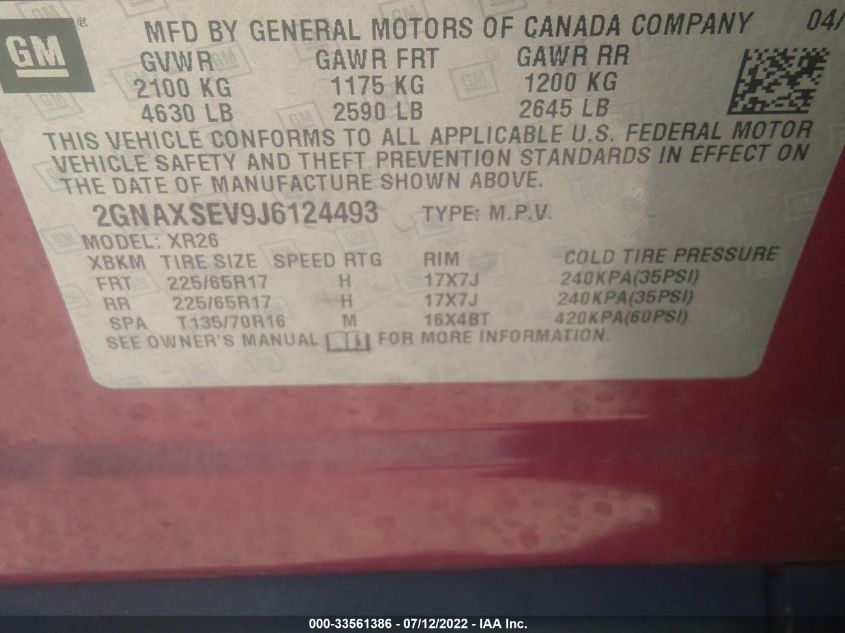 GM ®
MFD BY GENERAL MOTORS OF CANADA COMPANY 04/
GVWR GAWR FRT GAWR RR
2100 KG 1175 KG 1200 KG
4630 LB 2590 LB 2645 LB
THIS VEHICLE CONFORMS TO ALL APPLICABLE U.S. FEDERAL MOTOR
VEHICLE SAFETY AND THEFT PREVENTION STANDARDS IN EFFECT ON
THE DATE OF MANUFACTURE SHOWN ABOVE.
2GNAXSEV9J6124493 TYPE: M.P.V.
MODEL: XR26
XBKM TIRE SIZE SPEED RTG RIM COLD TIRE PRESSURE
FRT 225/65R17 H 17X7J 240KPA(35PSI)
RR 225/65R17 H 17X7J 240KPA(35PSI)
SPA T135/70R16 M 16X4BT 420KPA(60PSI)
SEE OWNER'S MANUAL FOR MORE INFORMATION.
000-33561386 - 07/12/2022 - IAA Inc.